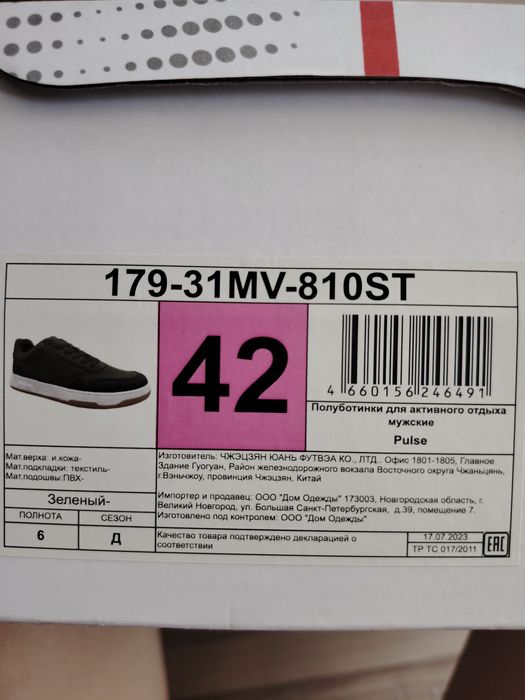 179-31MV-810ST
42
4 660156 246491
Полуботинки для активного отдыха
мужские
Pulse
Мат.верха: и.кожа-
Мат.подкладки: текстиль-
Мат.подошвы:ПВХ-
Зеленый-
ПОЛНОТА СЕЗОН
6 Д
Изготовитель: ЧЖЭЦЗЯН ЮАНЬ ФУТВЭА КО., ЛТД.. Офис 1801-1805, Главное
Здание Гуогуан, Район железнодорожного вокзала Восточного округа Чжаньцянь,
г.Вэньчжоу, провинция Чжэцзян, Китай
Импортер и продавец: ООО "Дом Одежды" 173003, Новгородская область, г.
Великий Новгород, ул. Большая Санкт-Петербургская, д.39, помещение 7.
Изготовлено под контролем: ООО "Дом Одежды"
Качество товара подтверждено декларацией о
соответствии
17.07.2023
ТР ТС 017/2011
EAC